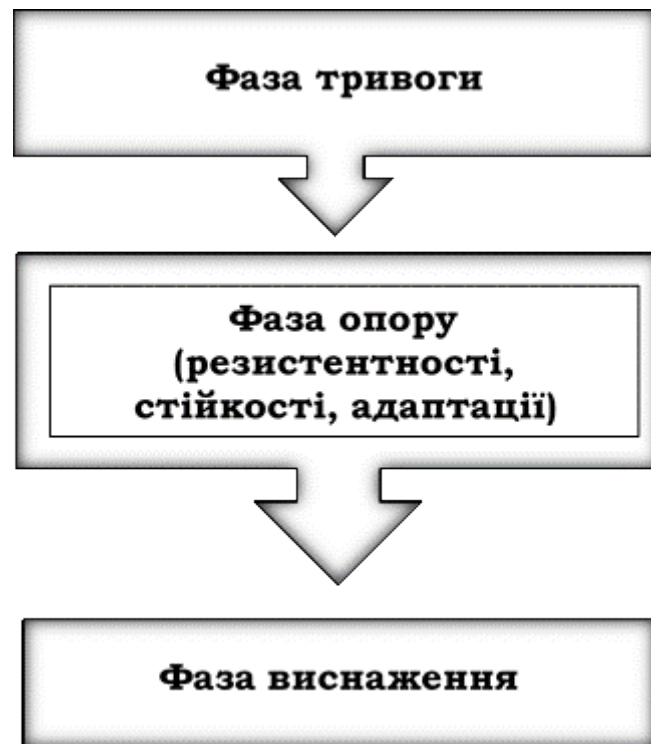 Фаза тривоги
Фаза опору
(резистентності,
стійкості, адаптації)
Фаза виснаження